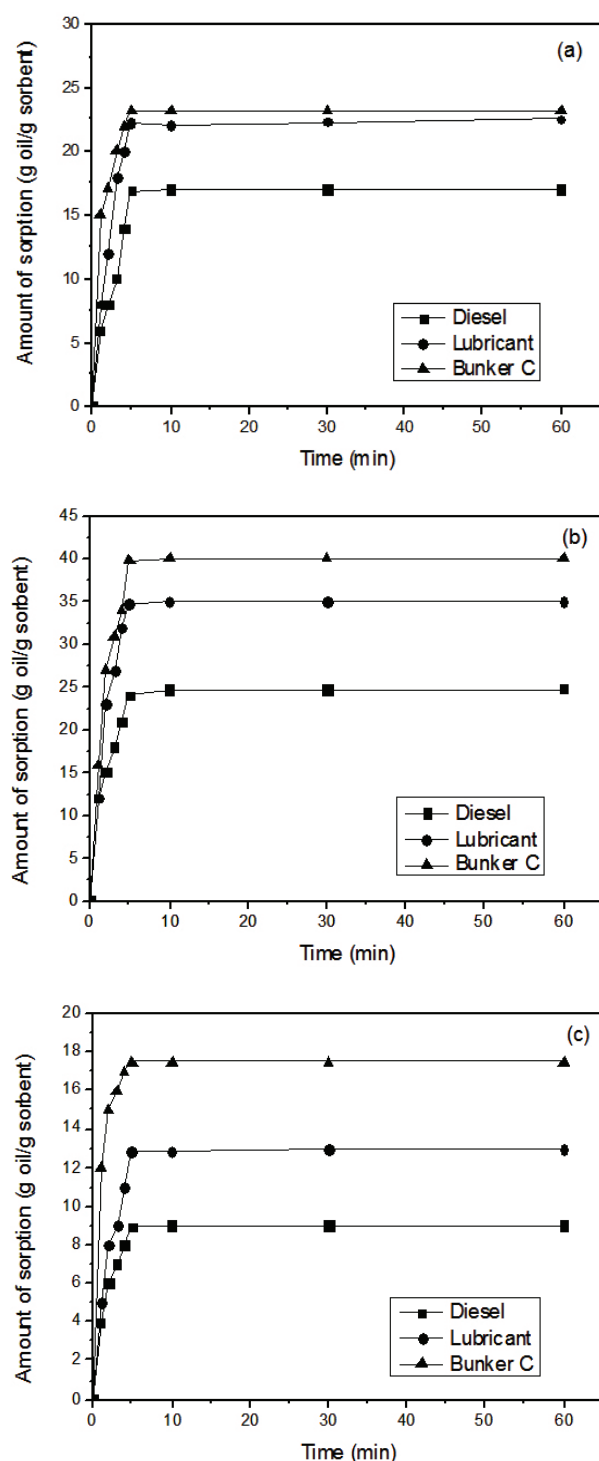 30
(a)
25
20
15
10
5
0
Amount of sorption (g oil/g sorbent)
Diesel
Lubricant
Bunker C
0 10 20 30 40 50 60
Time (min)
45
(b)
40
35
30
25
20
15
10
5
0
Amount of sorption (g oil/g sorbent)
Diesel
Lubricant
Bunker C
0 10 20 30 40 50 60
Time (min)
20
(c)
18
16
14
12
10
8
6
4
2
0
Amount of sorption (g oil/g sorbent)
Diesel
Lubricant
Bunker C
0 10 20 30 40 50 60
Time (min)